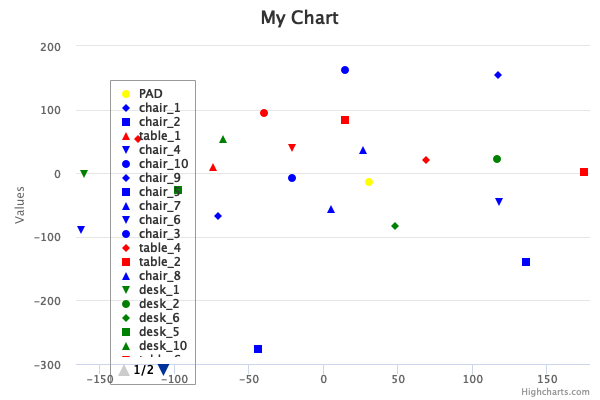 My Chart
Values
200
100
0
-100
-200
-300
-150
-100
-50
0
50
100
150
PAD
chair_1
chair_2
table_1
chair_4
chair_10
chair_9
chair_5
chair_7
chair_6
chair_3
table_4
table_2
chair_8
desk_1
desk_2
desk_6
desk_5
desk_10
1/2
Highcharts.com